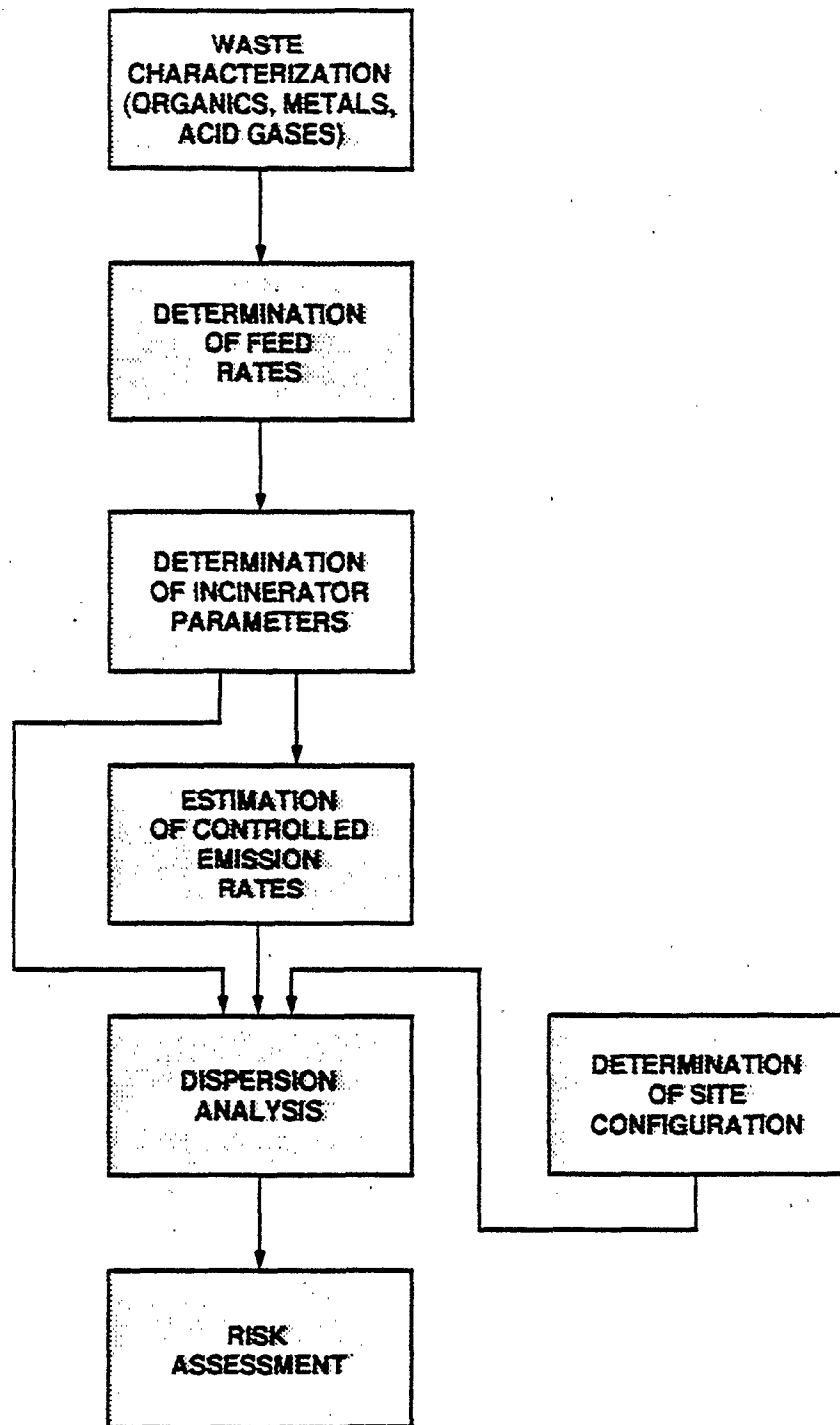 WASTE
CHARACTERIZATION
(ORGANICS, METALS,
ACID GASES)
DETERMINATION
OF FEED
RATES
DETERMINATION
OF INCINERATOR
PARAMETERS
ESTIMATION
OF CONTROLLED
EMISSION
RATES
DISPERSION
ANALYSIS
DETERMINATION
OF SITE
CONFIGURATION
RISK
ASSESSMENT